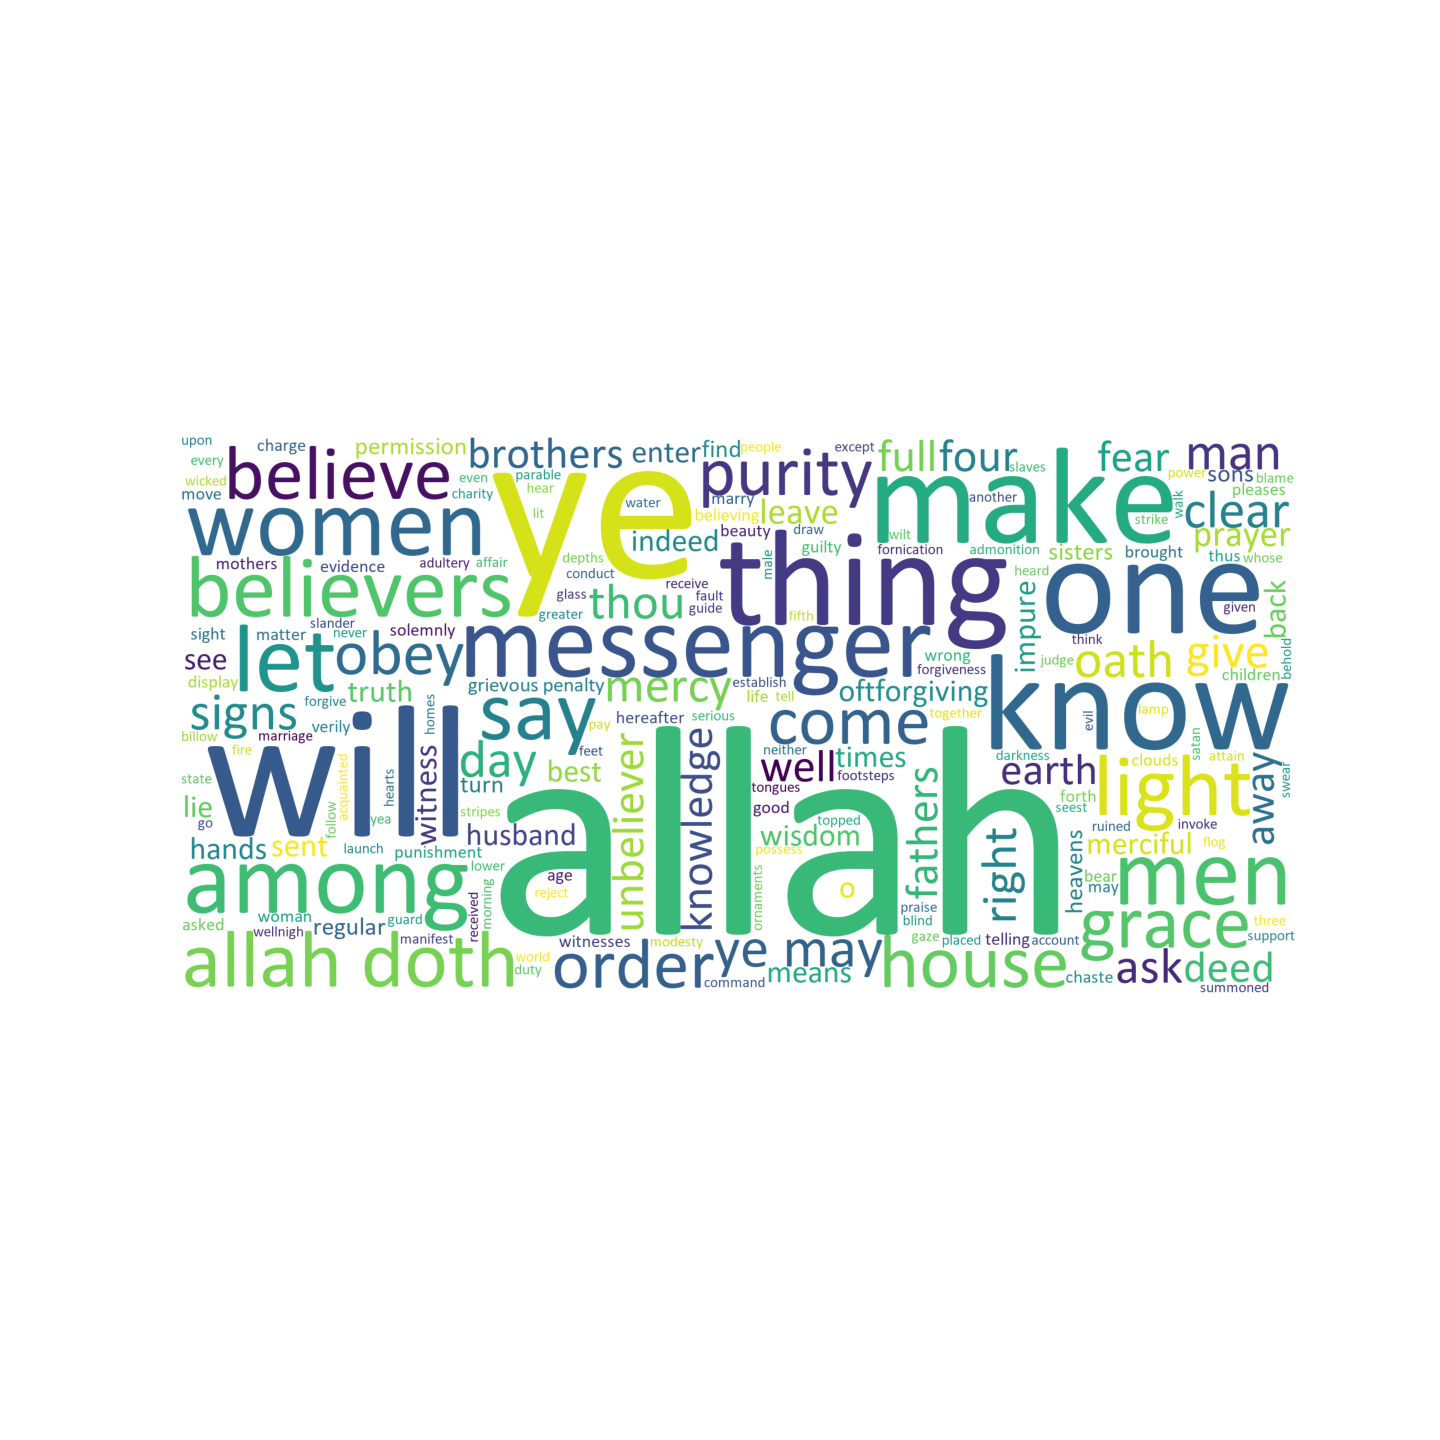 upon charge permission brothers enter find people except full four fear man
every believe even parable hear ye purity make slaves power sons blame
wicked move charity lit water marry believing leave another walk pleases
women indeed beauty draw wilt strike clear
mothers evidence adultery affair depths conduct male guilty fornication admonition sisters brought prayer thus whose
believers glass greater thou receive fault guide thing fifth heard one given back
slander never solemnly messenger impure think
sight matter let obey wrong forgiveness judge oath give behold
see display truth grievous penalty mercy establish life tell oftforgiving know children
signs forgive verily homes say pay hereafter serious come together evil lamp
billow marriage fire will witness day feet neither well times darkness satan clouds attain
state acquainted hearts turn best unbeliever knowledge tongues footsteps earth light away swear
lie go follow yea stripes allah good topped fathers forth seest
hands sent launch punishment husband wisdom possess right heavens ruined invoke merciful flog
among lower age reject o bear may men
asked woman wellnigh regular guard received morning ornaments praise blind grace three
manifest witnesses modesty gaze placed telling account support
allah doth world duty order ye may means command house chaste ask deed summoned